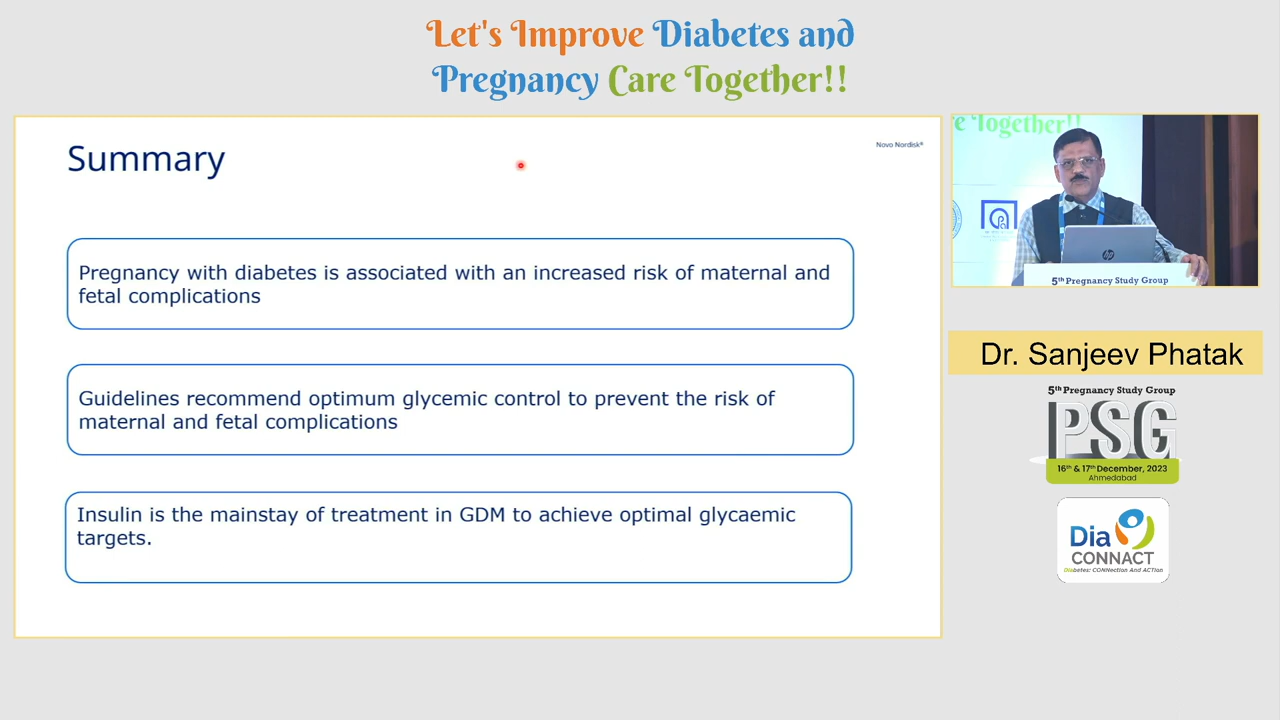 Let's Improve Diabetes and
Pregnancy Care Together!!
Summary
Novo Nordisk®
Pregnancy with diabetes is associated with an increased risk of maternal and
fetal complications
Guidelines recommend optimum glycemic control to prevent the risk of
maternal and fetal complications
Insulin is the mainstay of treatment in GDM to achieve optimal glycaemic
targets.
e Together!!
hp
5th Pregnancy Study Group
Dr. Sanjeev Phatak
5th Pregnancy Study Group
PSG
16th & 17th December, 2023
Ahmedabad
Dia
CONNACT
Diabetes: CONNection And ACTion